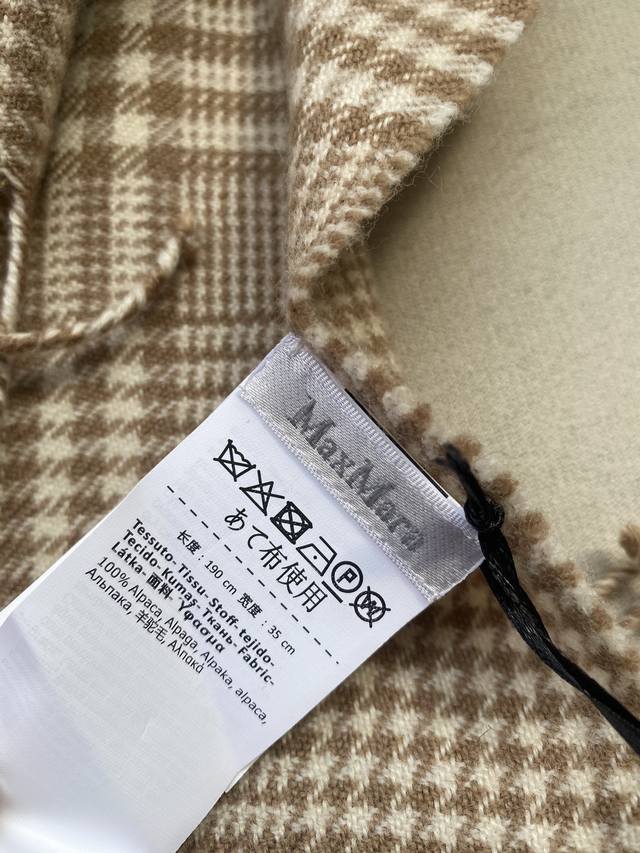 MaxMara
あて布使用
长度：190 cm 宽度：35 cm
Tessuto-Tissu-Stoff-tejido-
Tecido-Kumaş-Ткань-Fabric-
Látka-面料-Ύφασμα
100% Alpaca, Alpaga, Alpaka, alpaca,
Альпака, 羊驼毛, Αλπακά